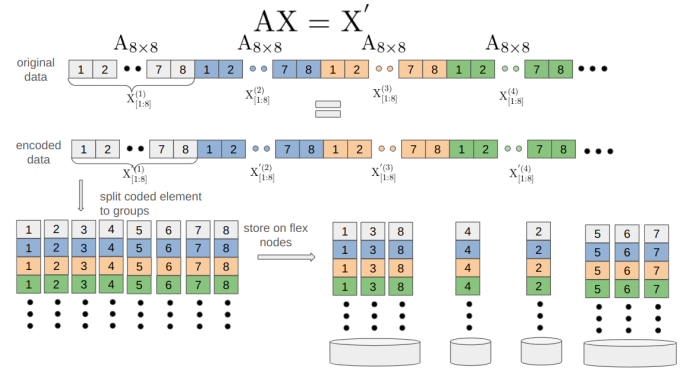 AX = X′
A8×8 A8×8 A8×8 A8×8
original data
1 2 •• 7 8 1 2 •• 7 8 1 2 •• 7 8 1 2 •• 7 8 •••
X[1:8](1) X[1:8](2) X[1:8](3) X[1:8](4)
=
encoded data
1 2 •• 7 8 1 2 •• 7 8 1 2 •• 7 8 1 2 •• 7 8 •••
X[1:8]′(1) X[1:8]′(2) X[1:8]′(3) X[1:8]′(4)
split coded element
to groups
store on flex
nodes
1 2 3 4 5 6 7 8
1 2 3 4 5 6 7 8
1 2 3 4 5 6 7 8
1 2 3 4 5 6 7 8
1 3 8 4 2 5 6 7
1 3 8 4 2 5 6 7
1 3 8 4 2 5 6 7
1 3 8 4 2 5 6 7